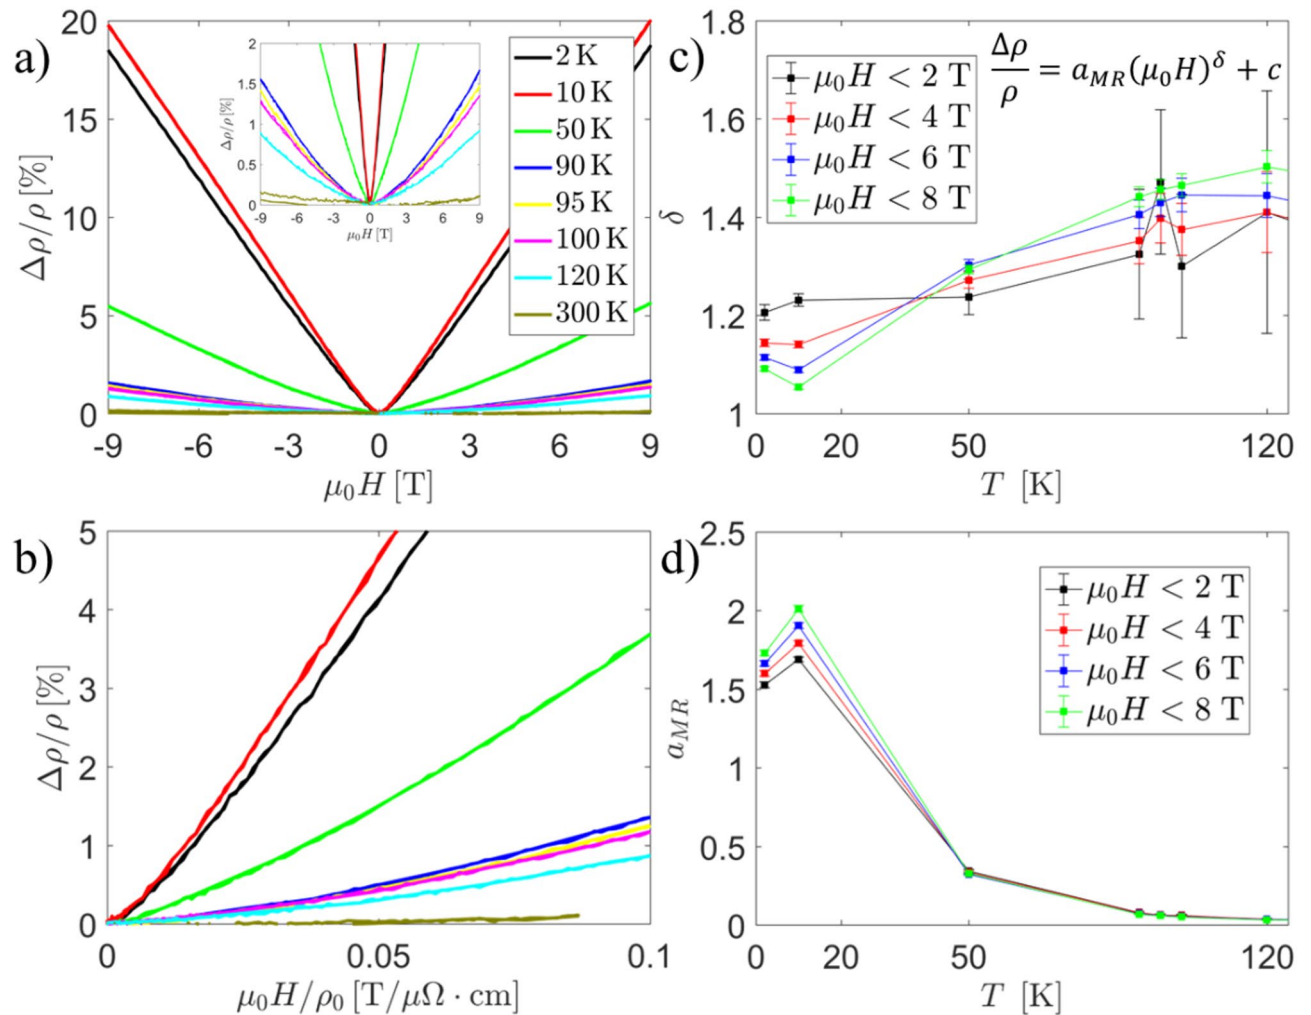 a)
20
15
10
5
0
-9 -6 -3 0 3 6 9
Δρ/ρ [%]
μ₀H [T]
2
1.5
1
0.5
0
-9 -6 -3 0 3 6 9
Δρ/ρ [%]
μ₀H [T]
2 K
10 K
50 K
90 K
95 K
100 K
120 K
300 K
c)
1.8
1.6
1.4
1.2
1
0 20 50 120
δ
T [K]
μ₀H < 2 T
μ₀H < 4 T
μ₀H < 6 T
μ₀H < 8 T
Δρ/ρ = a_MR(μ₀H)^δ + c
b)
5
4
3
2
1
0
0 0.05 0.1
Δρ/ρ [%]
μ₀H/ρ₀ [T/μΩ · cm]
d)
2.5
2
1.5
1
0.5
0
0 20 50 120
a_MR
T [K]
μ₀H < 2 T
μ₀H < 4 T
μ₀H < 6 T
μ₀H < 8 T